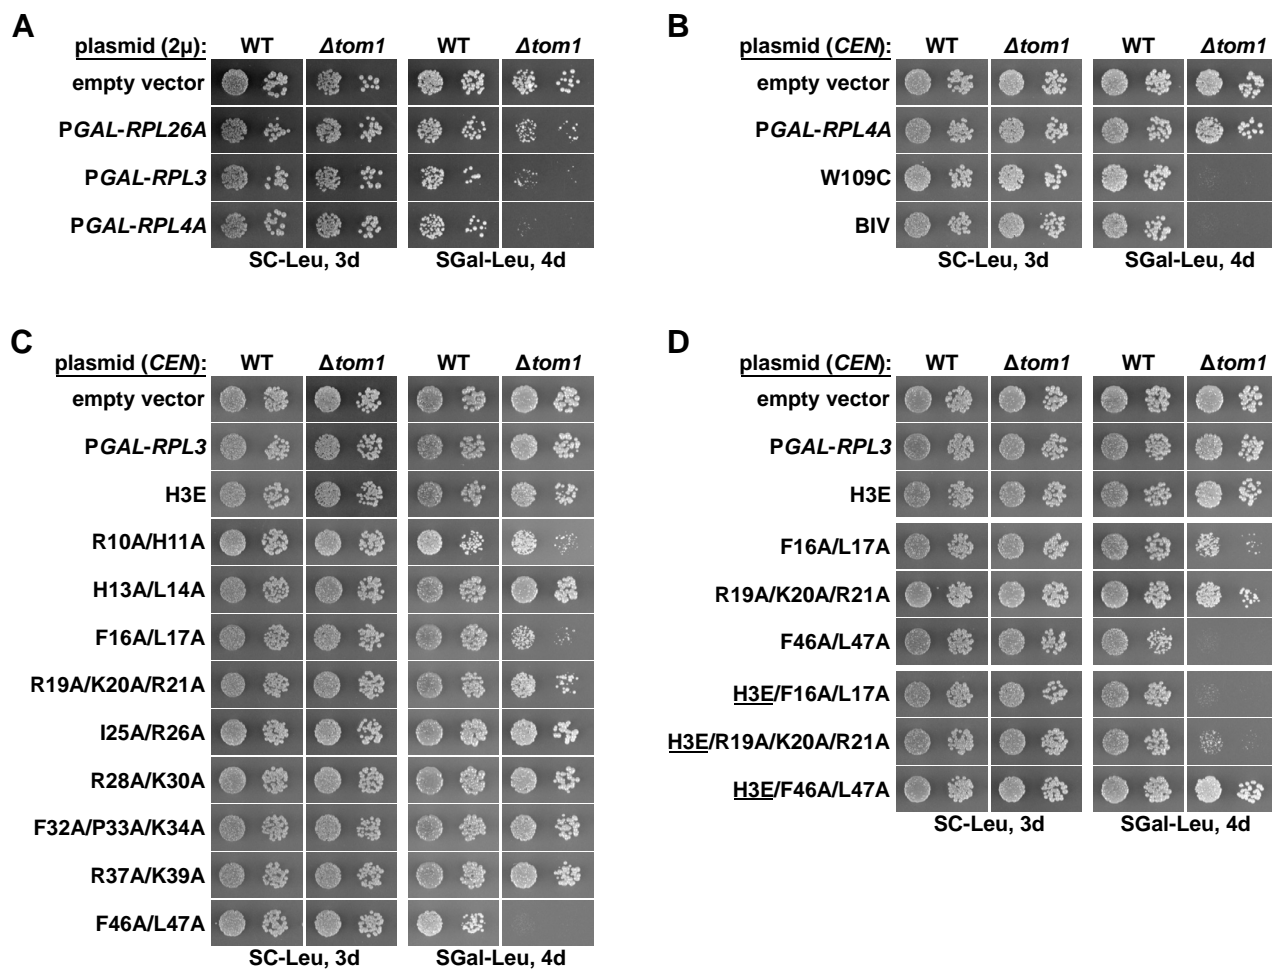 A
plasmid (2µ): WT Δtom1 WT Δtom1
empty vector
PGAL-RPL26A
PGAL-RPL3
PGAL-RPL4A
SC-Leu, 3d SGal-Leu, 4d
B
plasmid (CEN): WT Δtom1 WT Δtom1
empty vector
PGAL-RPL4A
W109C
BIV
SC-Leu, 3d SGal-Leu, 4d
C
plasmid (CEN): WT Δtom1 WT Δtom1
empty vector
PGAL-RPL3
H3E
R10A/H11A
H13A/L14A
F16A/L17A
R19A/K20A/R21A
I25A/R26A
R28A/K30A
F32A/P33A/K34A
R37A/K39A
F46A/L47A
SC-Leu, 3d SGal-Leu, 4d
D
plasmid (CEN): WT Δtom1 WT Δtom1
empty vector
PGAL-RPL3
H3E
F16A/L17A
R19A/K20A/R21A
F46A/L47A
H3E/F16A/L17A
H3E/R19A/K20A/R21A
H3E/F46A/L47A
SC-Leu, 3d SGal-Leu, 4d